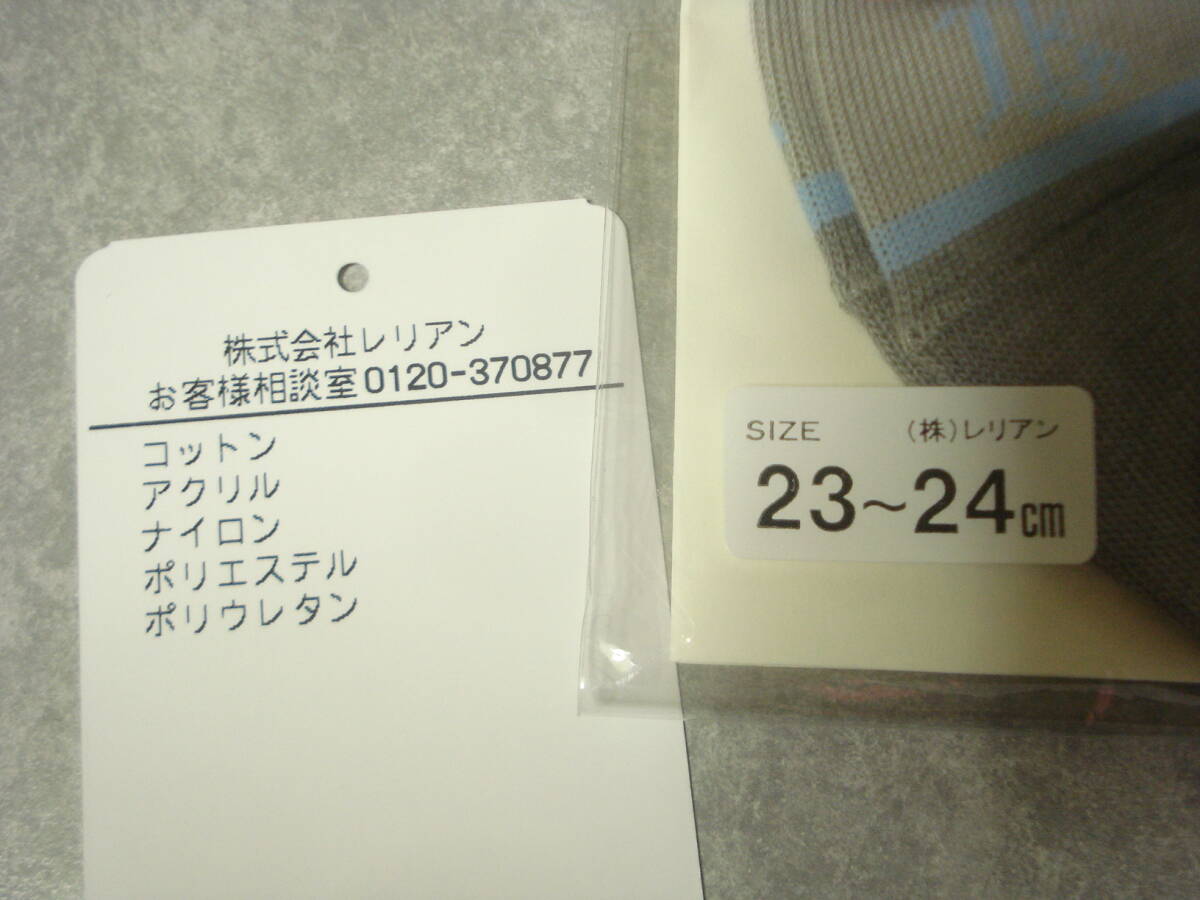 株式会社レリアン
お客様相談室0120-370877
コットン
アクリル
ナイロン
ポリエステル
ポリウレタン
SIZE (株)レリアン
23~24cm